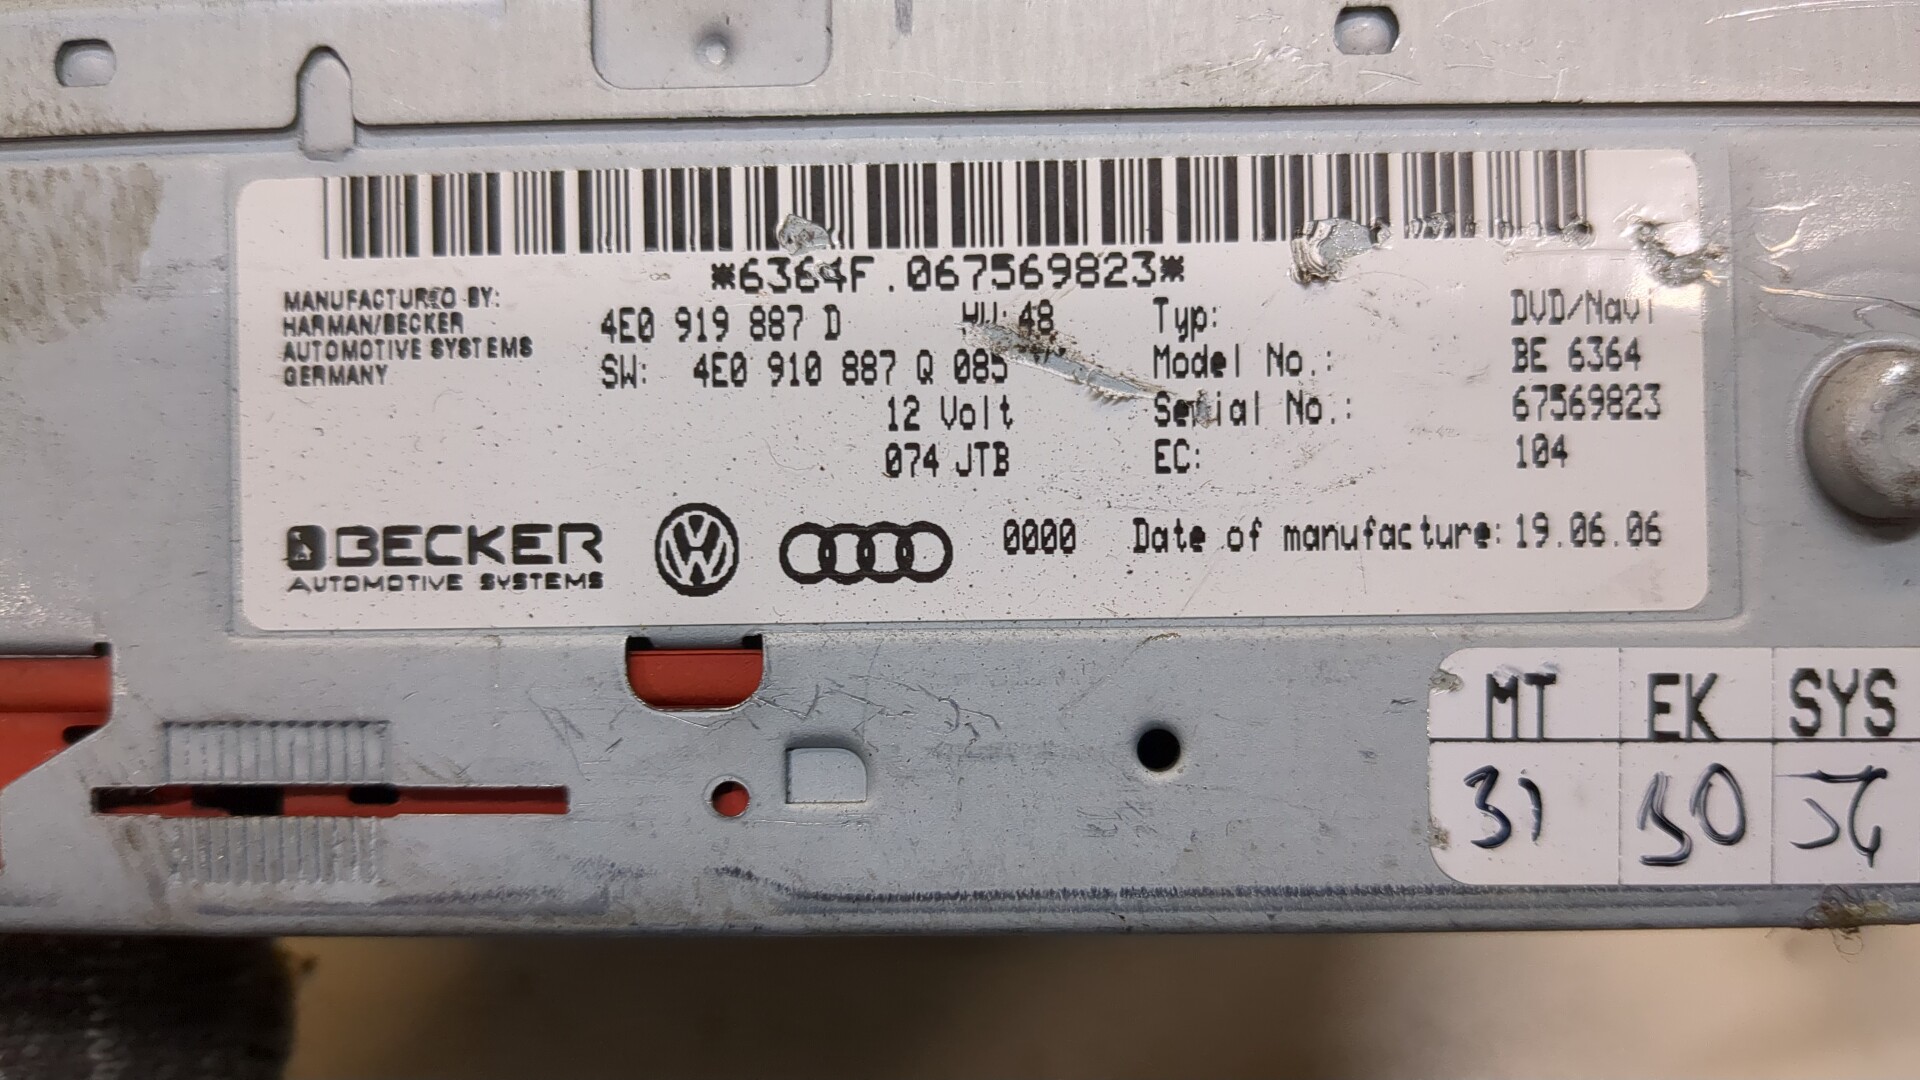 *6364F.067569823*
MANUFACTURED BY:
HARMAN/BECKER
AUTOMOTIVE SYSTEMS
GERMANY
4E0 919 887 D HW: 48
SW: 4E0 910 887 Q 085
12 Volt
074 JTB
Typ: DVD/Navi
Model No.: BE 6364
Serial No.: 67569823
EC: 104
BECKER
AUTOMOTIVE SYSTEMS
0000 Date of manufacture: 19.06.06
MT EK SYS
31 50